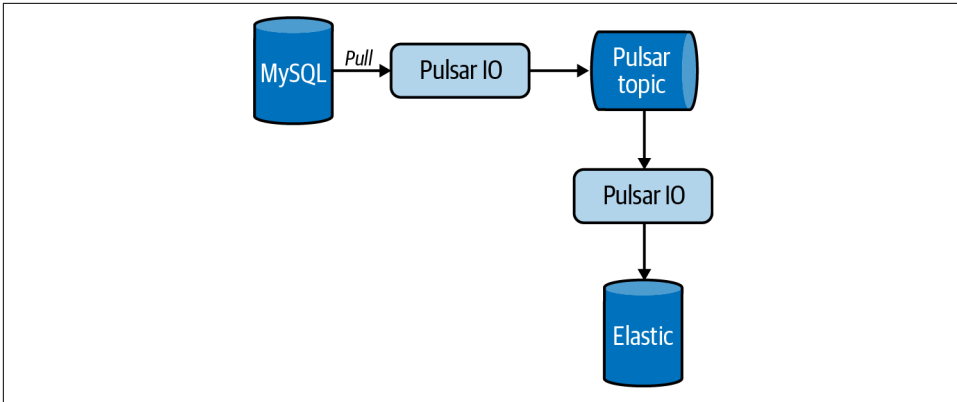 MySQL
Pull
Pulsar IO
Pulsar
topic
Pulsar IO
Elastic